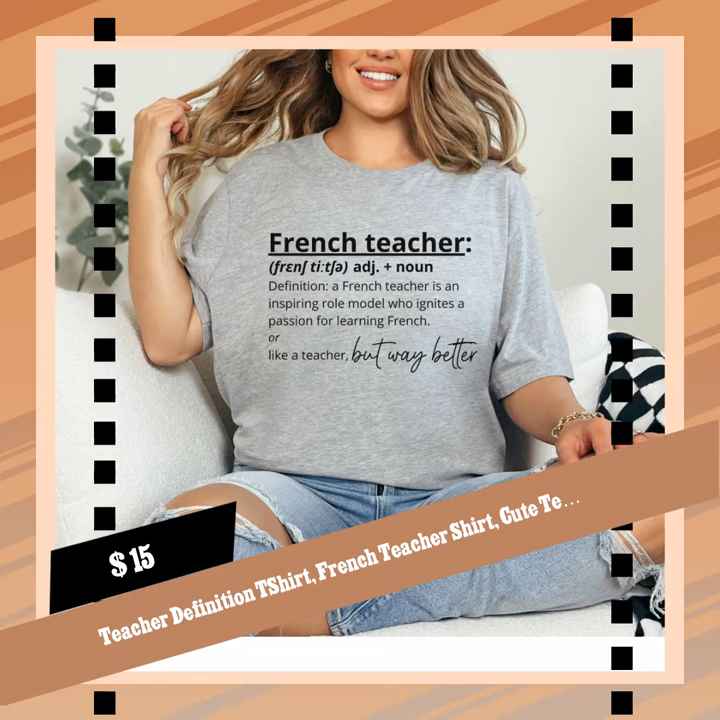 French teacher:
(frɛnʃ tiːtʃə) adj. + noun
Definition: a French teacher is an
inspiring role model who ignites a
passion for learning French.
or
like a teacher, but way better
$ 15
Teacher Definition TShirt, French Teacher Shirt, Cute Te...